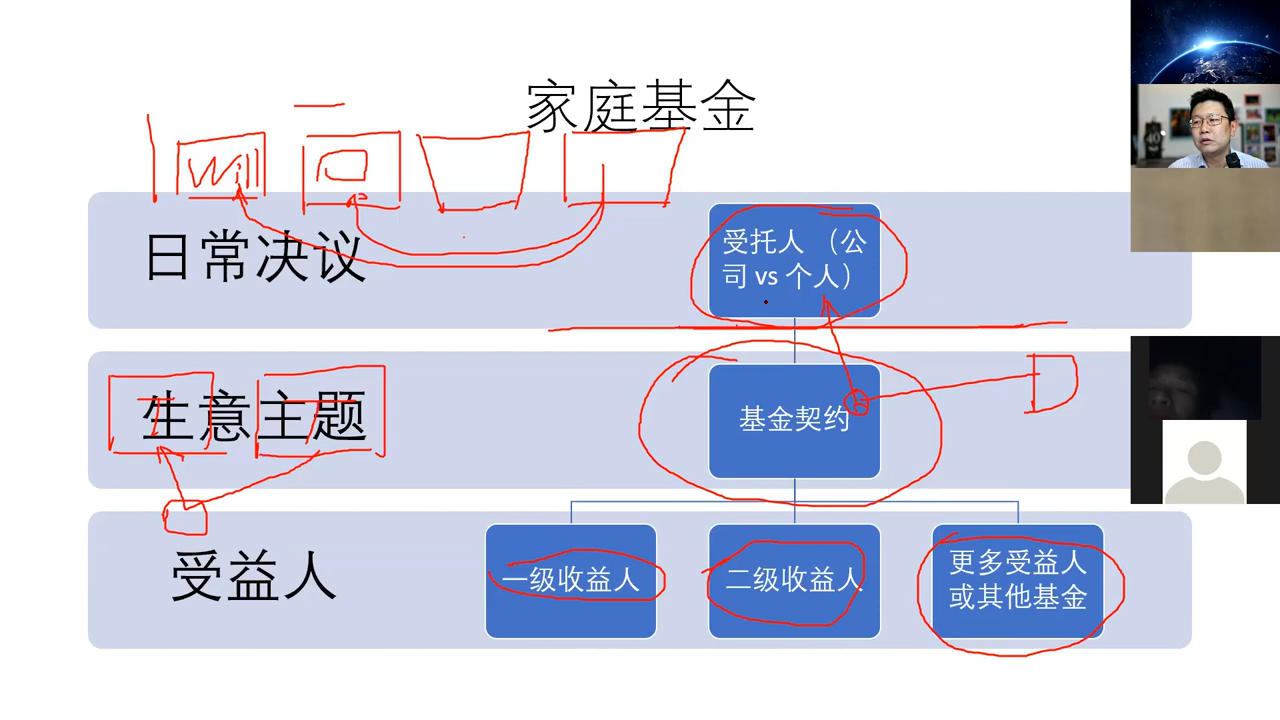 家庭基金
Will
日常决议
受托人 （公
司 vs 个人）
生意主题
基金契约
受益人
一级收益人
二级收益人
更多受益人
或其他基金